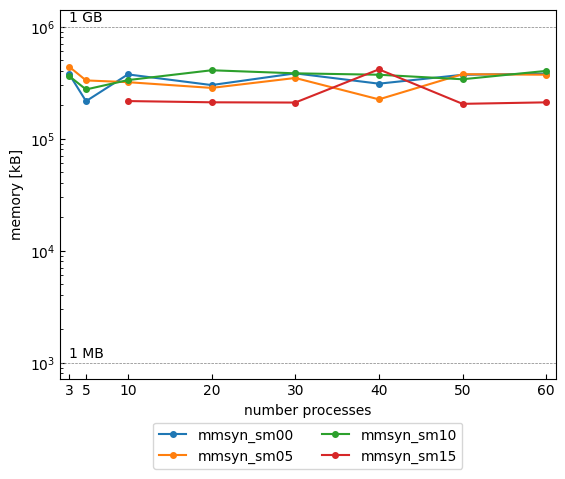 1 GB
10^6
10^5
10^4
10^3
memory [kB]
1 MB
3 5 10 20 30 40 50 60
number processes
mmsyn_sm00 mmsyn_sm10
mmsyn_sm05 mmsyn_sm15